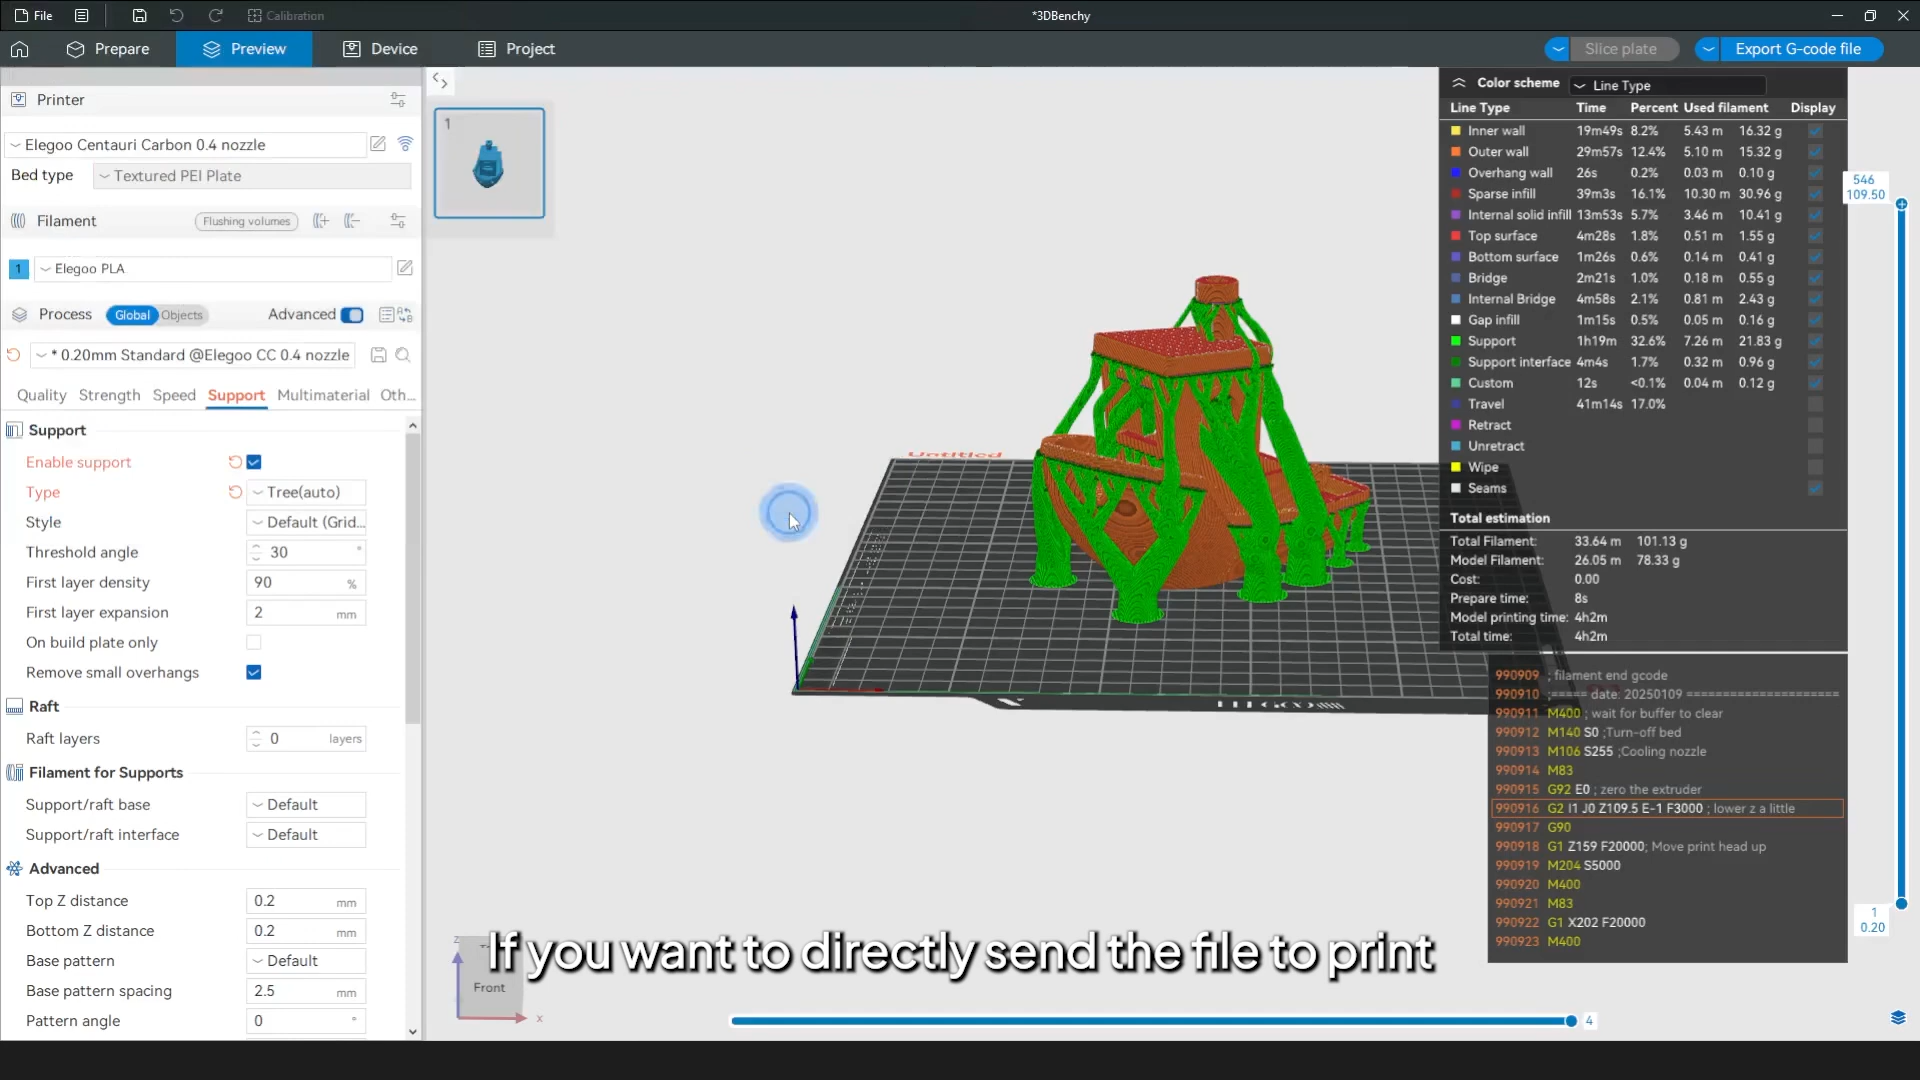 File
Calibration
*3DBenchy
Prepare
Preview
Device
Project
Slice plate
Export G-code file
Printer
Elegoo Centauri Carbon 0.4 nozzle
Bed type
Textured PEI Plate
Filament
Flushing volumes
1
Elegoo PLA
Process
Global
Objects
Advanced
* 0.20mm Standard @Elegoo CC 0.4 nozzle
Quality Strength Speed Support Multimaterial Oth...
Support
Enable support
Type Tree(auto)
Style Default (Grid...
Threshold angle 30 °
First layer density 90 %
First layer expansion 2 mm
On build plate only
Remove small overhangs
Raft
Raft layers 0 layers
Filament for Supports
Support/raft base Default
Support/raft interface Default
Advanced
Top Z distance 0.2 mm
Bottom Z distance 0.2 mm
Base pattern Default
Base pattern spacing 2.5 mm
Pattern angle 0 °
1
Untitled
Color scheme Line Type
Line Type Time Percent Used filament Display
Inner wall 19m49s 8.2% 5.43 m 16.32 g
Outer wall 29m57s 12.4% 5.10 m 15.32 g
Overhang wall 26s 0.2% 0.03 m 0.10 g
Sparse infill 39m3s 16.1% 10.30 m 30.96 g
Internal solid infill 13m53s 5.7% 3.46 m 10.41 g
Top surface 4m28s 1.8% 0.51 m 1.55 g
Bottom surface 1m26s 0.6% 0.14 m 0.41 g
Bridge 2m21s 1.0% 0.18 m 0.55 g
Internal Bridge 4m58s 2.1% 0.81 m 2.43 g
Gap infill 1m15s 0.5% 0.05 m 0.16 g
Support 1h19m 32.6% 7.26 m 21.83 g
Support interface 4m4s 1.7% 0.32 m 0.96 g
Custom 12s <0.1% 0.04 m 0.12 g
Travel 41m14s 17.0%
Retract
Unretract
Wipe
Seams
Total estimation
Total Filament: 33.64 m 101.13 g
Model Filament: 26.05 m 78.33 g
Cost: 0.00
Prepare time: 8s
Model printing time: 4h2m
Total time: 4h2m
546
109.50
990909 ; filament end gcode
990910 ;===== date: 20250109 =====================
990911 M400 ; wait for buffer to clear
990912 M140 S0 ;Turn-off bed
990913 M106 S255 ;Cooling nozzle
990914 M83
990915 G92 E0 ; zero the extruder
990916 G2 I1 J0 Z109.5 E-1 F3000 ; lower z a little
990917 G90
990918 G1 Z159 F20000; Move print head up
990919 M204 S5000
990920 M400
990921 M83
990922 G1 X202 F20000
990923 M400
1
0.20
If you want to directly send the file to print
z
Front
x
4